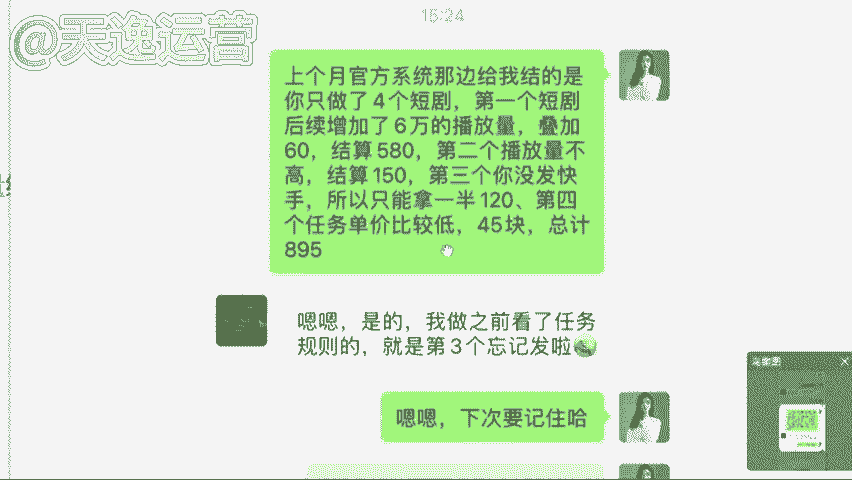 @天逸运营
15:24
上个月官方系统那边给我结的是
你只做了4个短剧，第一个短剧
后续增加了6万的播放量，叠加
60，结算580，第二个播放量不
高，结算150，第三个你没发快
手，所以只能拿一半120、第四
个任务单价比较低，45块，总计
895
嗯嗯，是的，我做之前看了任务
规则的，就是第3个忘记发啦
嗯嗯，下次要记住哈